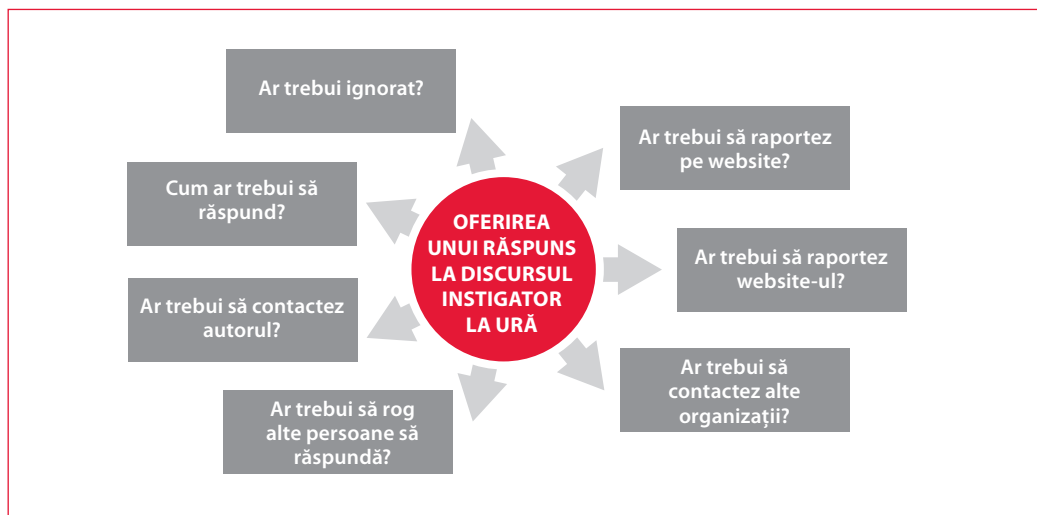 Ar trebui ignorat?
Ar trebui să raportez
pe website?
Cum ar trebui să
răspund?
OFERIREA
UNUI RĂSPUNS
LA DISCURSUL
INSTIGATOR
LA URĂ
Ar trebui să raportez
website-ul?
Ar trebui să contactez
autorul?
Ar trebui să
contactez alte
organizații?
Ar trebui să rog
alte persoane să
răspundă?